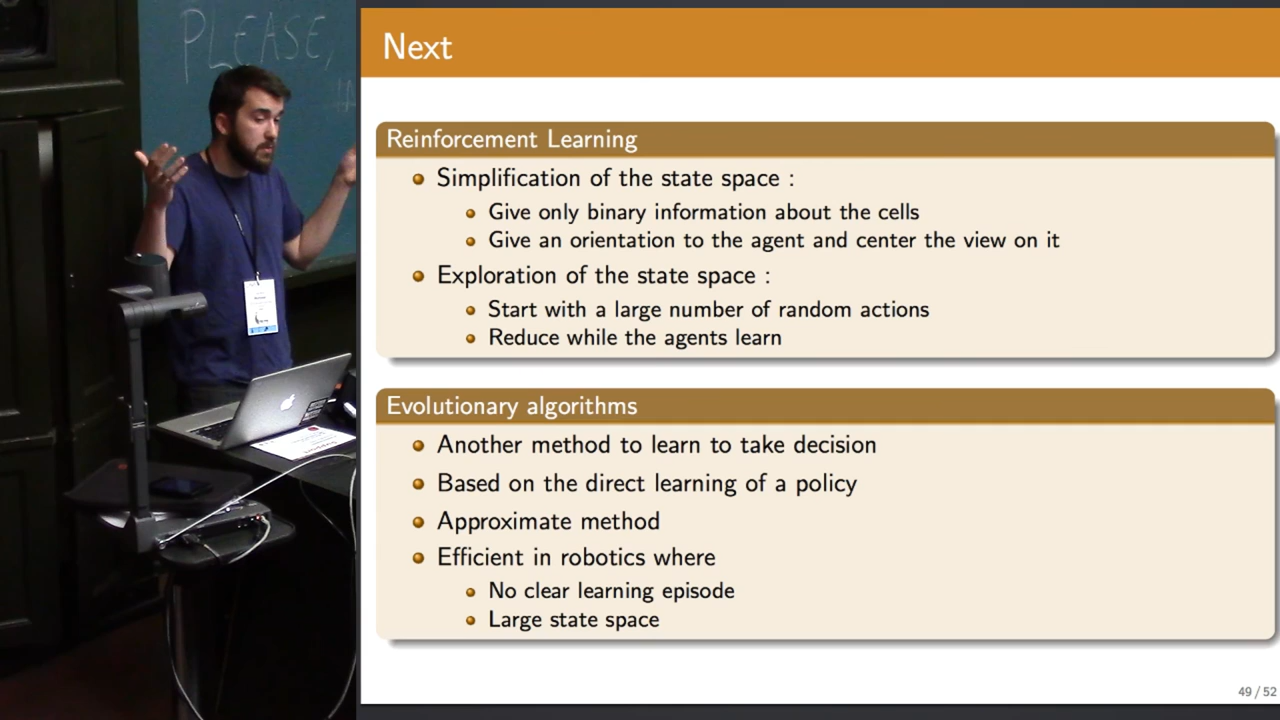 PLEASE,
Next
Reinforcement Learning
Simplification of the state space :
Give only binary information about the cells
Give an orientation to the agent and center the view on it
Exploration of the state space :
Start with a large number of random actions
Reduce while the agents learn
Evolutionary algorithms
Another method to learn to take decision
Based on the direct learning of a policy
Approximate method
Efficient in robotics where
No clear learning episode
Large state space
49 / 52